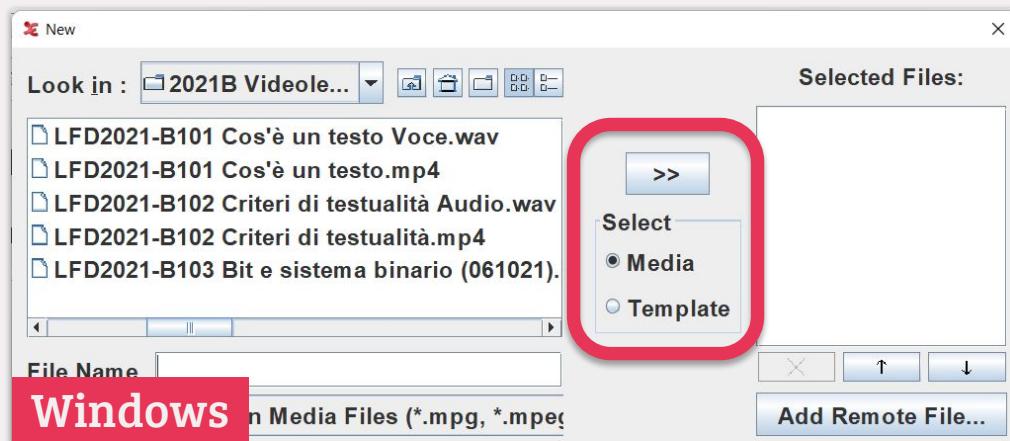 New
Look in : 2021B Videole...
Selected Files:
LFD2021-B101 Cos'è un testo Voce.wav
LFD2021-B101 Cos'è un testo.mp4
LFD2021-B102 Criteri di testualità Audio.wav
LFD2021-B102 Criteri di testualità.mp4
LFD2021-B103 Bit e sistema binario (061021).
>>
Select
Media
Template
File Name
Windows
n Media Files (*.mpg, *.mpeg
Add Remote File...